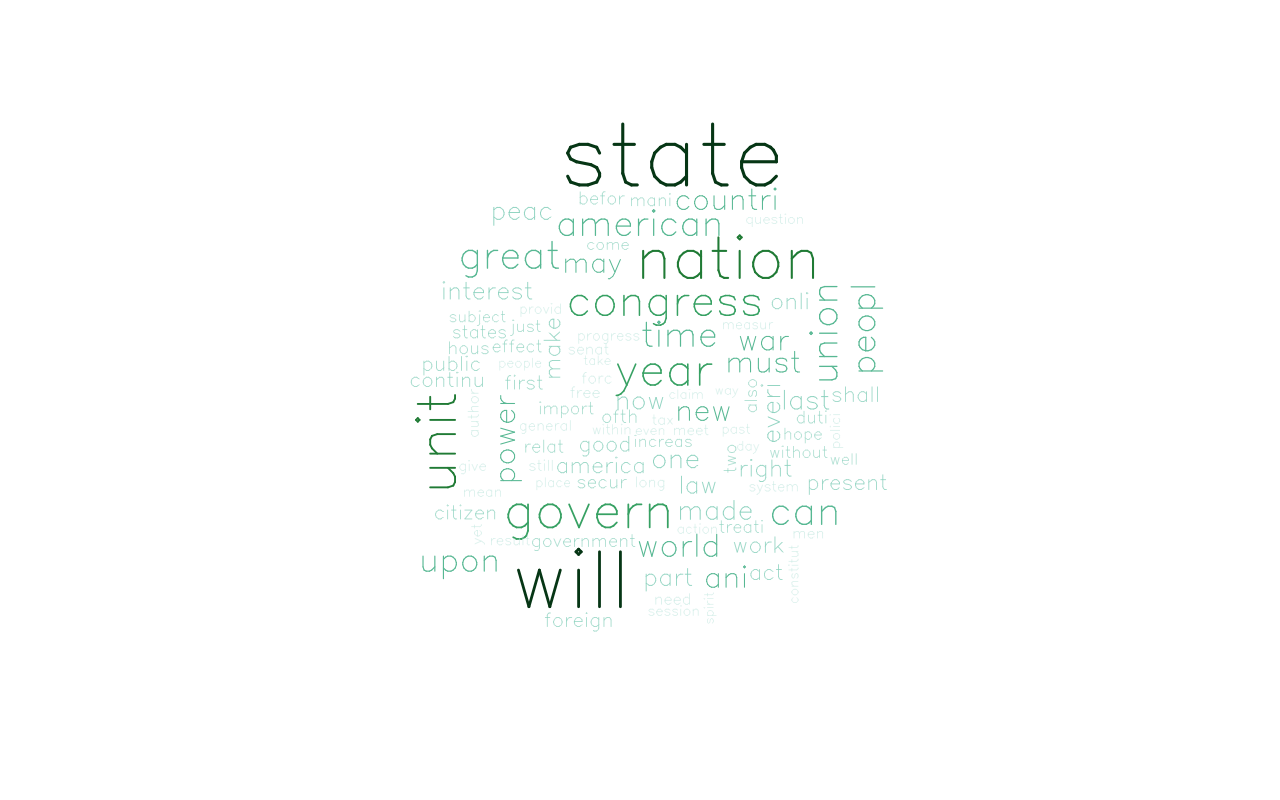 state
befor
mani
countri
peac
american
question
come
great
may
nation
interest
congress
onli
union
peopl
provid
subject
just
states
make
progress
time
measur
war
hous
effect
senat
must
public
people
take
year
continu
first
forc
free
claim
way
also
everi
last
shall
unit
author
power
import
now
new
ofth
tax
duti
general
within
even
meet
past
hope
polici
relat
good
increas
two
day
without
well
give
still
america
one
right
place
secur
long
law
system
present
mean
citizen
govern
made
can
yet
result
government
action
treati
men
world
work
upon
will
part
ani
act
constitut
need
session
spirit
foreign